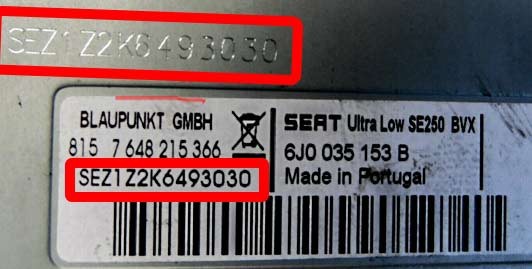 SEZ1Z2K6493030
BLAUPUNKT GMBH
815 7 648 215 366
SEZ1Z2K6493030
SEAT Ultra Low SE250 BVX
6J0 035 153 B
Made in Portugal